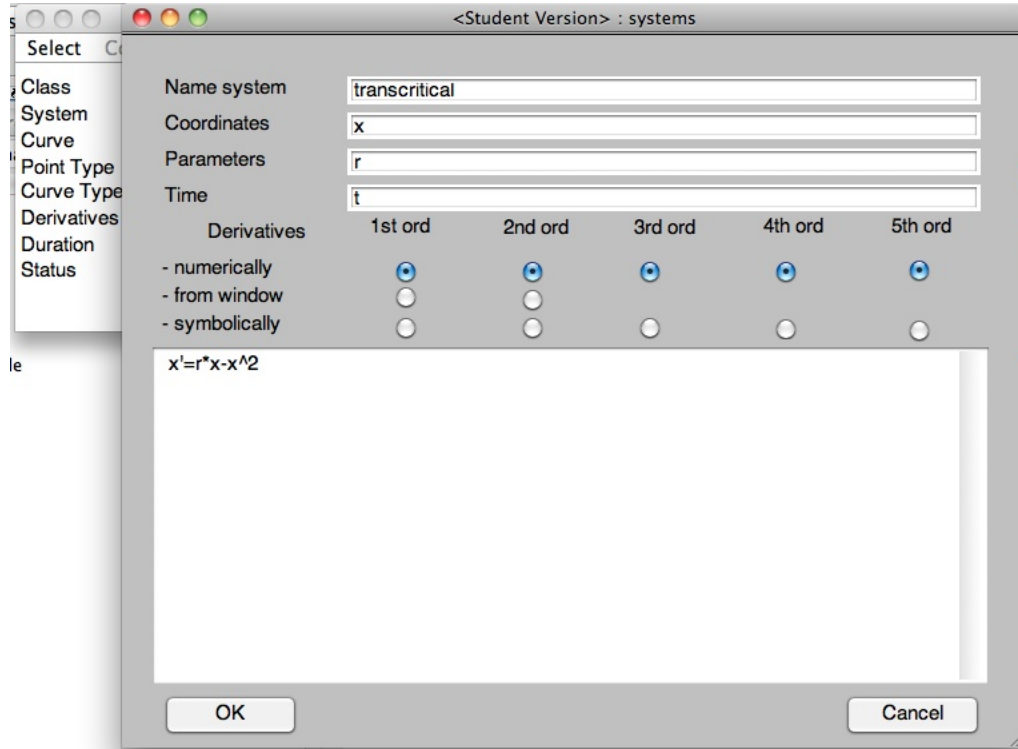 <Student Version> : systems
Select
Class
System
Curve
Point Type
Curve Type
Derivatives
Duration
Status
Name system transcritical
Coordinates x
Parameters r
Time t
Derivatives 1st ord 2nd ord 3rd ord 4th ord 5th ord
- numerically
- from window
- symbolically
x'=r*x-x^2
OK Cancel